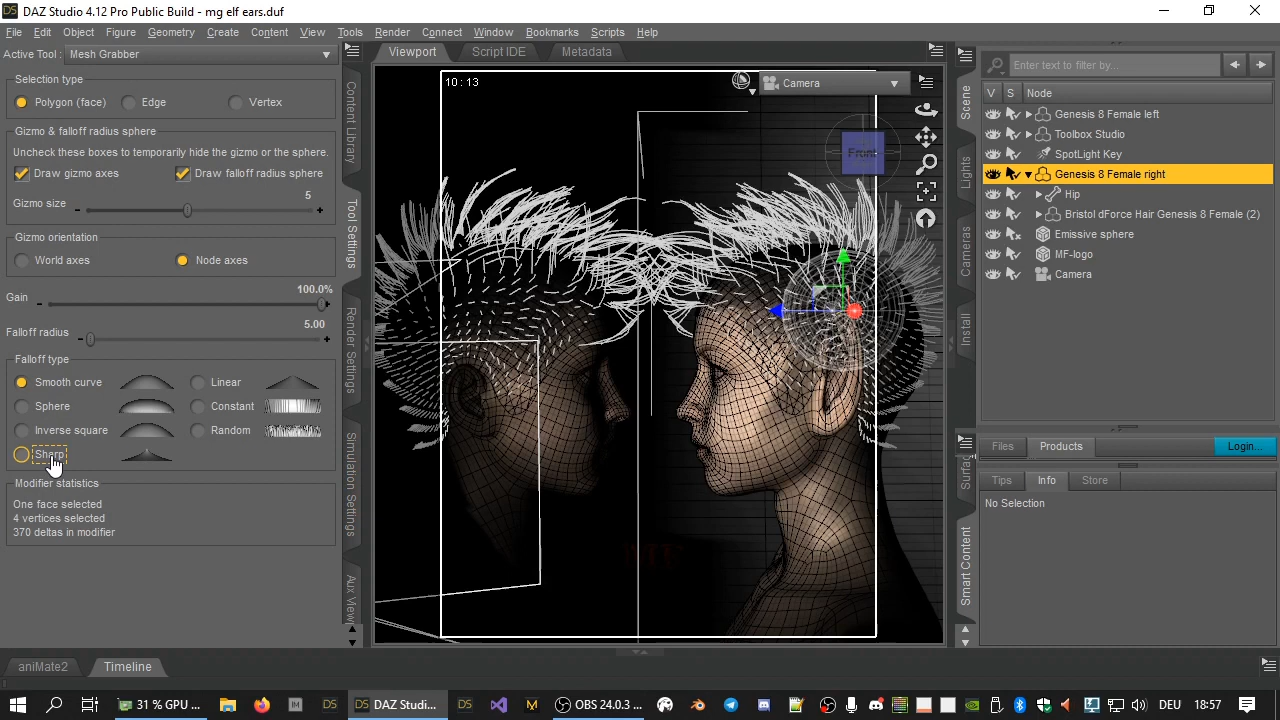 DAZ Studio 4.12 Pro Public Build - mg elf ears.duf
File Edit Object Figure Geometry Create Content View Tools Render Connect Window Bookmarks Scripts Help
Active Tool : Mesh Grabber
Selection type
Polygon (face) Edge Vertex
Gizmo & falloff radius sphere
Uncheck these boxes to temporarily hide the gizmo or the sphere.
Draw gizmo axes Draw falloff radius sphere
5
Gizmo size
Gizmo orientation
World axes Node axes
Gain
100.0%
Falloff radius
5.00
Falloff type
Smooth curve Linear
Sphere Constant
Inverse square Random
Sharp
Modifier statistics
One face selected
4 vertices selected
370 deltas in modifier
Content Library
Tool Settings
Render Settings
Simulation Settings
Aux View
Viewport Script IDE Metadata
10 : 13
Camera
Front
Scene
Lights
Cameras
Install
Enter text to filter by...
V S Node
Genesis 8 Female left
Toolbox Studio
SpotLight Key
Genesis 8 Female right
Hip
Bristol dForce Hair Genesis 8 Female (2)
Emissive sphere
MF-logo
Camera
Smart Content
Files Products Login...
Tips Info Store
No Selection
aniMate2 Timeline
31 % GPU ... DAZ Studi... OBS 24.0.3 ... DEU 18:57